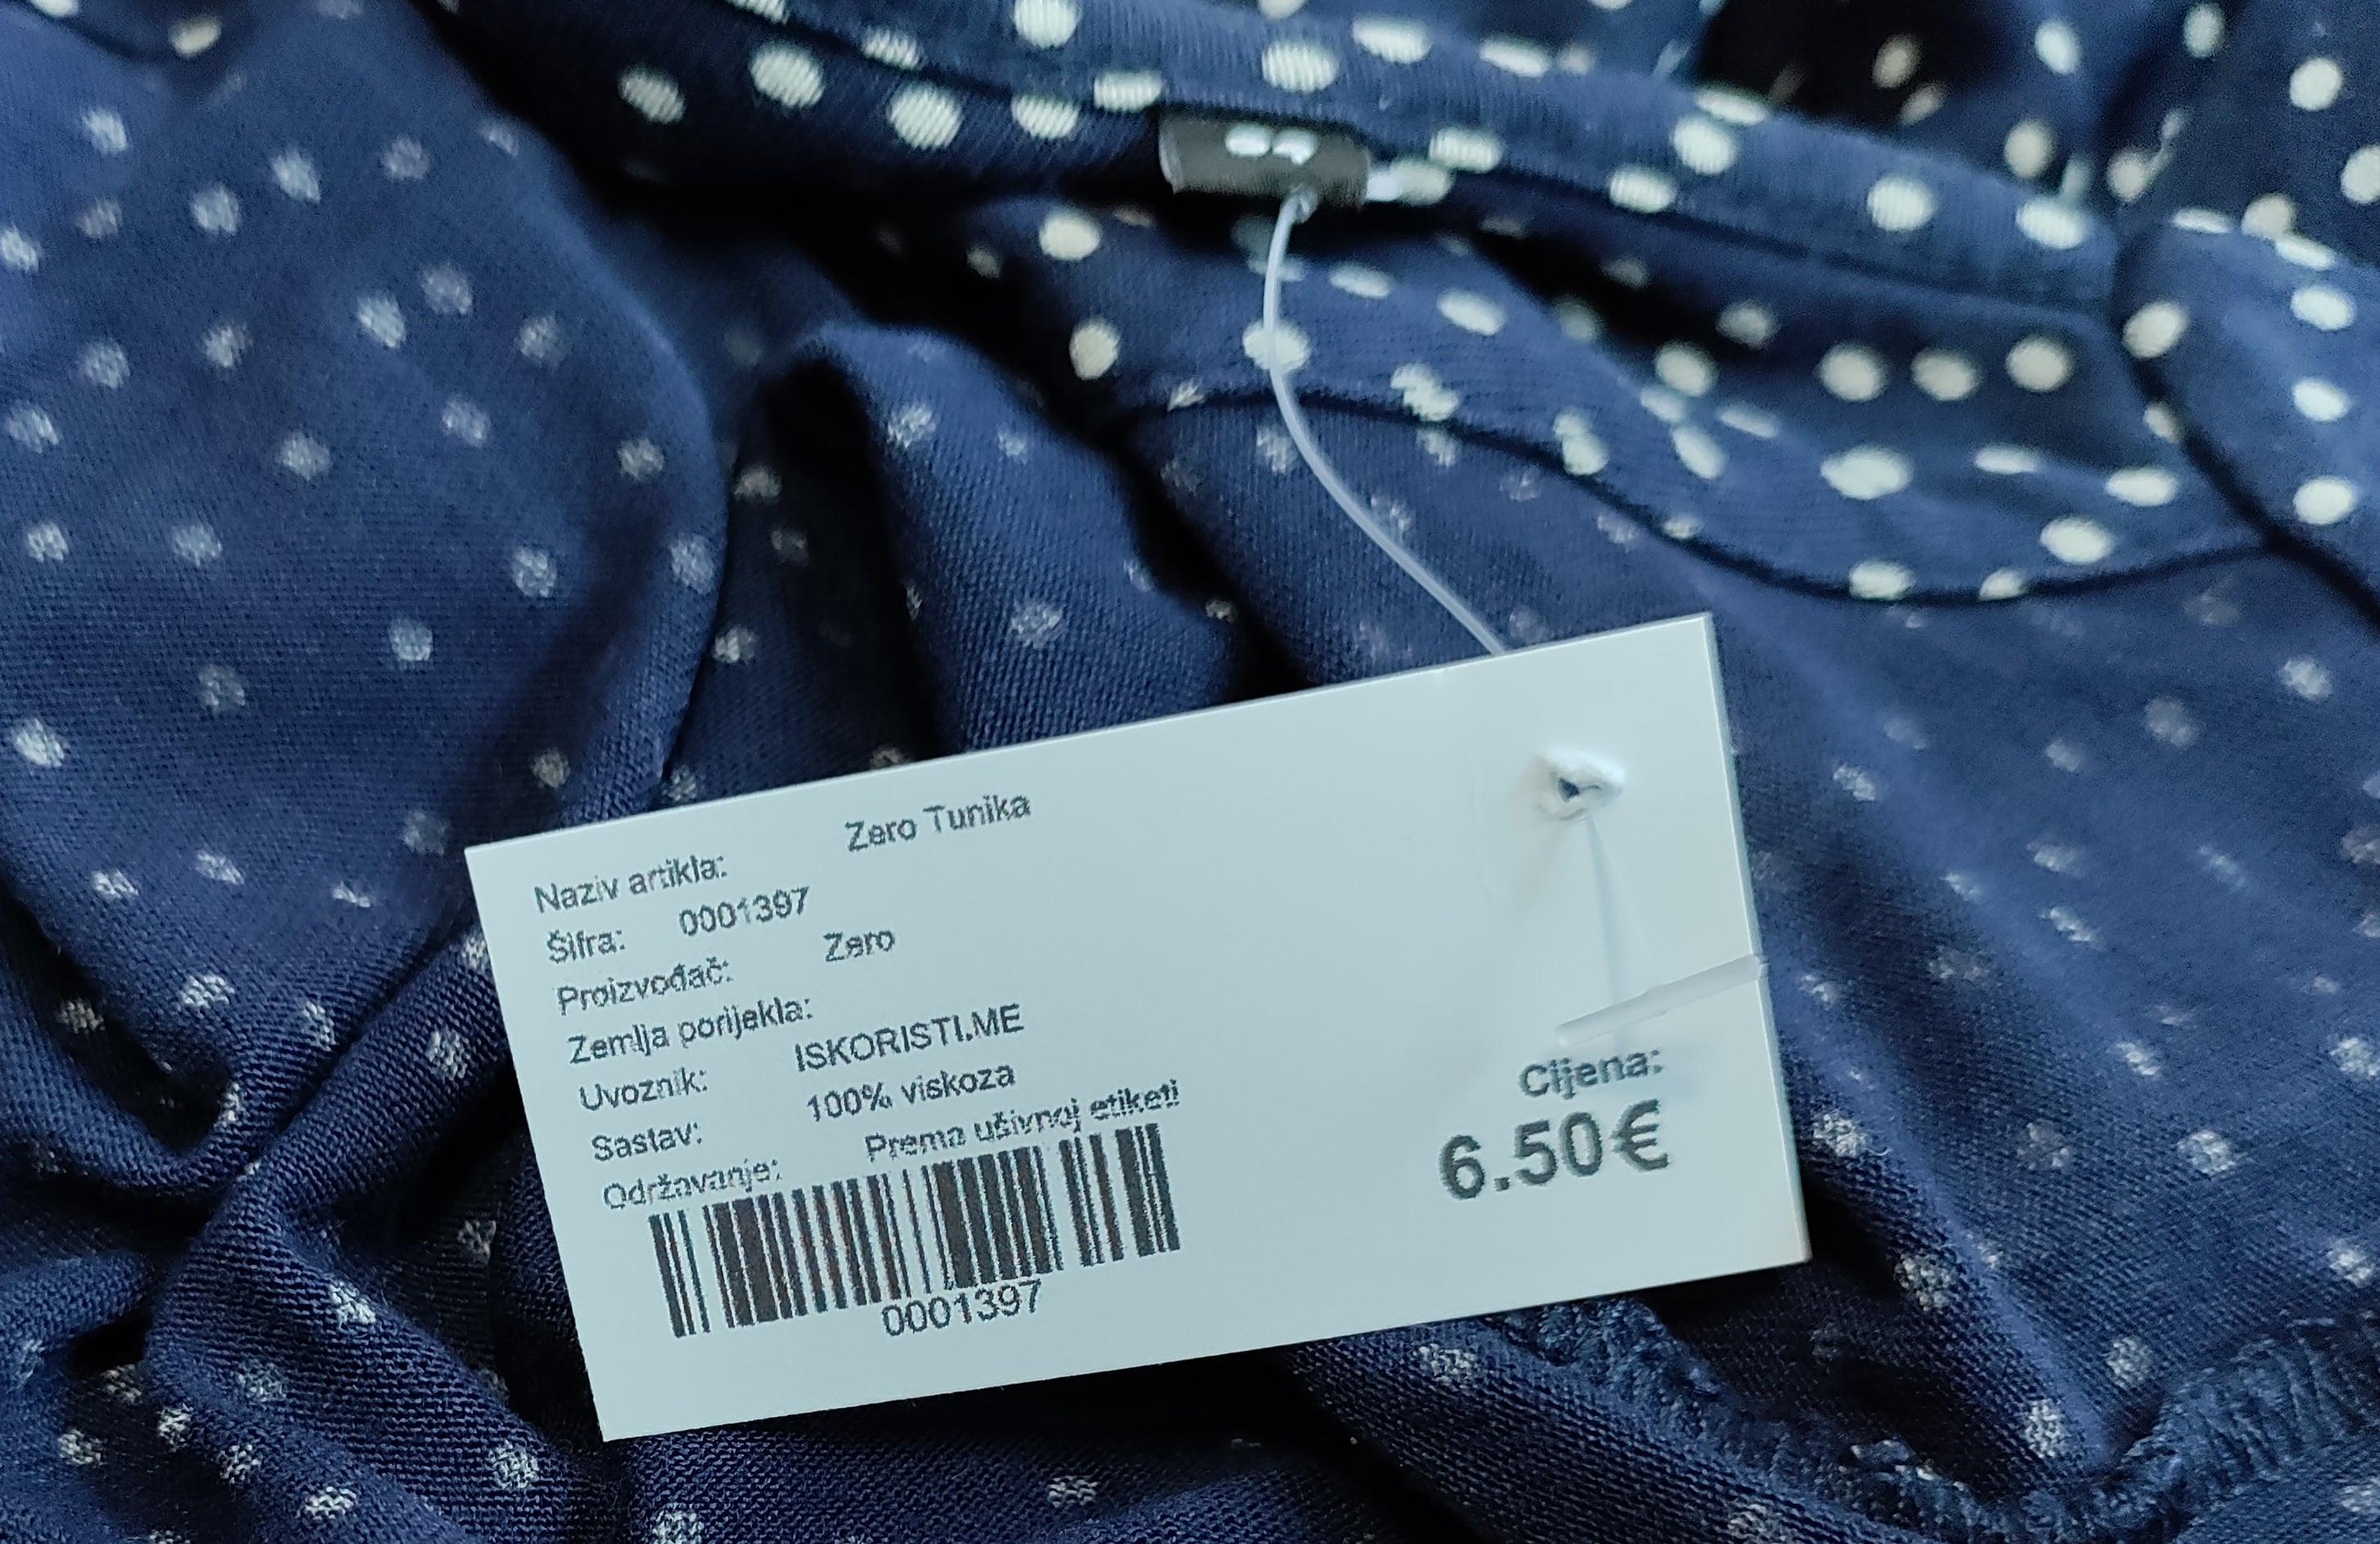 Naziv artikla: Zero Tunika
Šifra: 0001397
Proizvođač: Zero
Zemlja porijekla:
Uvoznik: ISKORISTI.ME
Sastav: 100% viskoza
Održavanje: Prema ušivnoj etiketi
0001397
Cijena:
6.50€